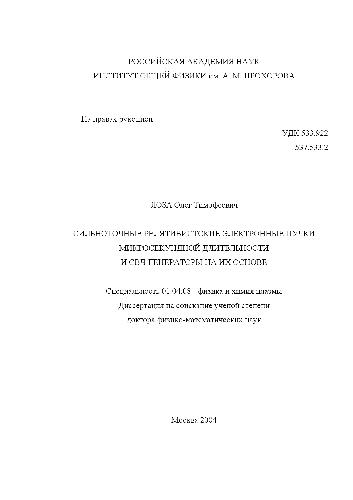 РОССИЙСКАЯ АКАДЕМИЯ НАУК
ИНСТИТУТ ОБЩЕЙ ФИЗИКИ им. А.М. ПРОХОРОВА
На правах рукописи
УДК 533.922
537.533.2
ЛОЗА Олег Тимофеевич
СИЛЬНОТОЧНЫЕ РЕЛЯТИВИСТСКИЕ ЭЛЕКТРОННЫЕ ПУЧКИ
МИКРОСЕКУНДНОЙ ДЛИТЕЛЬНОСТИ
И СВЧ-ГЕНЕРАТОРЫ НА ИХ ОСНОВЕ
Специальность 01.04.08 - физика и химия плазмы
Диссертация на соискание ученой степени
доктора физико-математических наук
Москва 2004